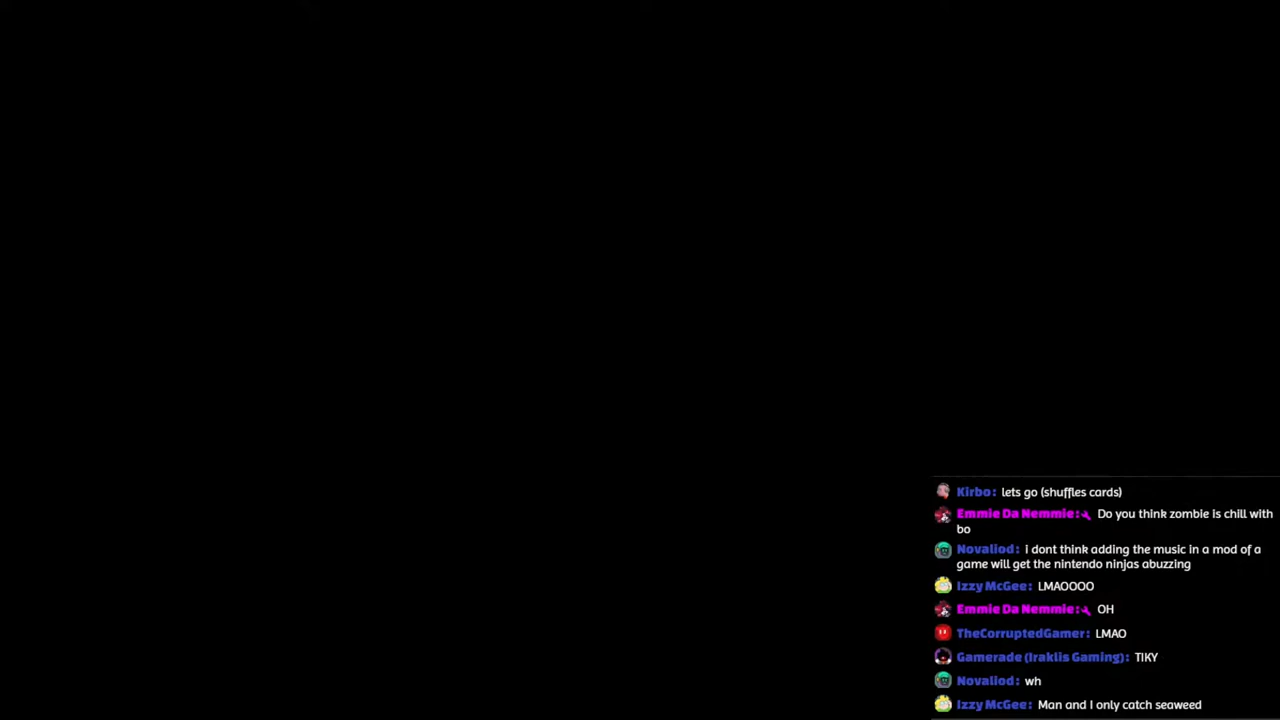 Kirbo: lets go (shuffles cards)
Emmie Da Nemmie: Do you think zombie is chill with
bo
Novaliod: i dont think adding the music in a mod of a
game will get the nintendo ninjas abuzzing
Izzy McGee: LMAOOOO
Emmie Da Nemmie: OH
TheCorruptedGamer: LMAO
Gamerade (Iraklis Gaming): TIKY
Novaliod: wh
Izzy McGee: Man and I only catch seaweed